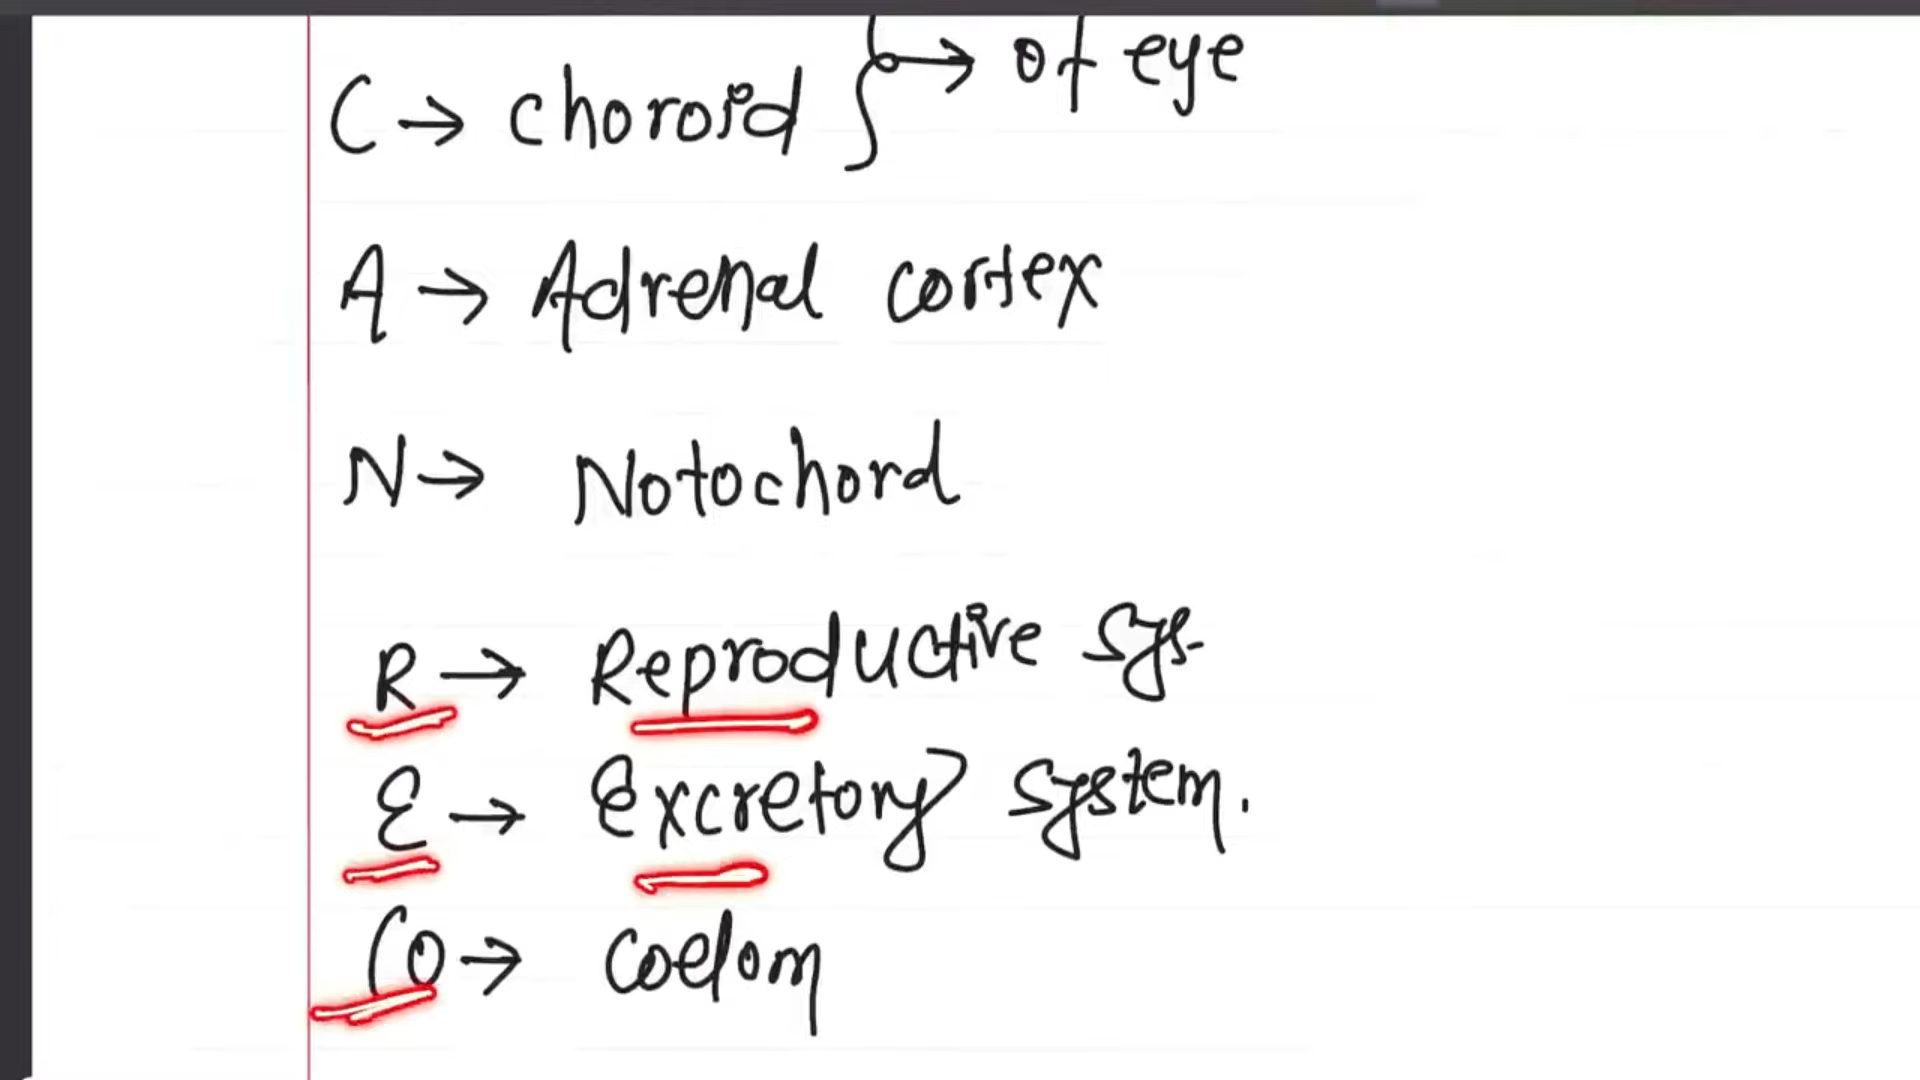 C → choroid } → of eye
A → Adrenal cortex
N → Notochord
R → Reproductive sys.
E → Excretory system.
Co → Coelom